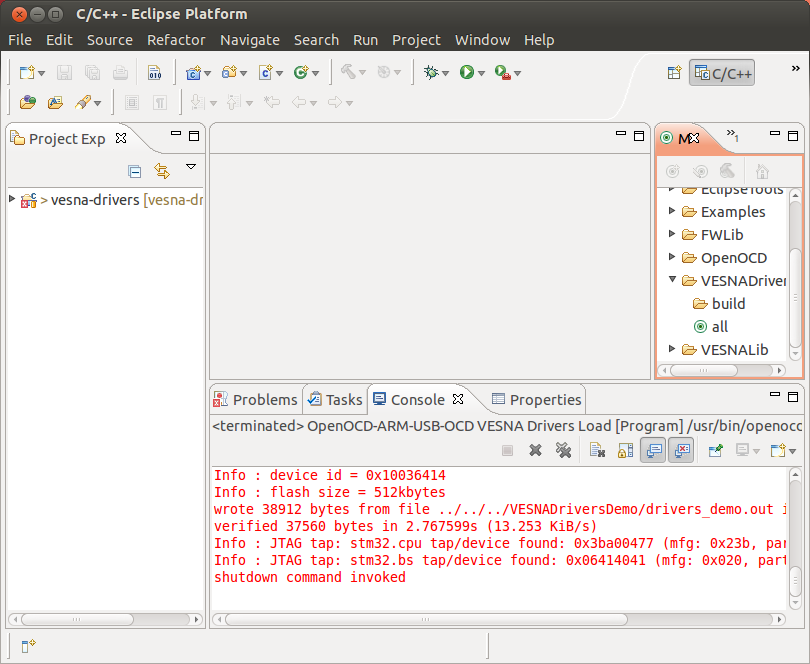 C/C++ - Eclipse Platform
File Edit Source Refactor Navigate Search Run Project Window Help
010
C/C++
Project Exp
> vesna-drivers [vesna-dr
1
EclipseTools
Examples
FWLib
OpenOCD
VESNADriver
build
all
VESNALib
Problems Tasks Console Properties
<terminated> OpenOCD-ARM-USB-OCD VESNA Drivers Load [Program] /usr/bin/openocd
Info : device id = 0x10036414
Info : flash size = 512kbytes
wrote 38912 bytes from file ../../../VESNADriversDemo/drivers_demo.out i
verified 37560 bytes in 2.767599s (13.253 KiB/s)
Info : JTAG tap: stm32.cpu tap/device found: 0x3ba00477 (mfg: 0x23b, par
Info : JTAG tap: stm32.bs tap/device found: 0x06414041 (mfg: 0x020, part
shutdown command invoked